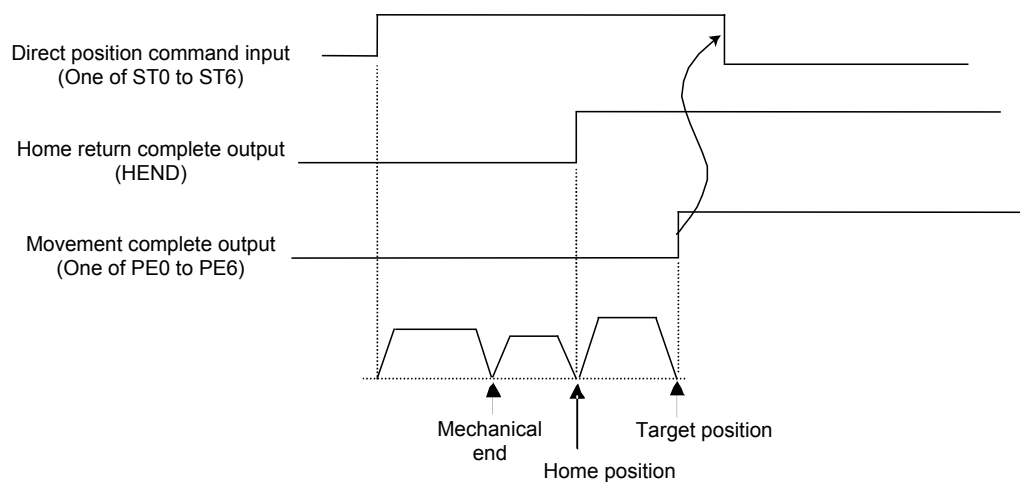 Direct position command input
(One of ST0 to ST6)
Home return complete output
(HEND)
Movement complete output
(One of PE0 to PE6)
Mechanical
end
Home position
Target position